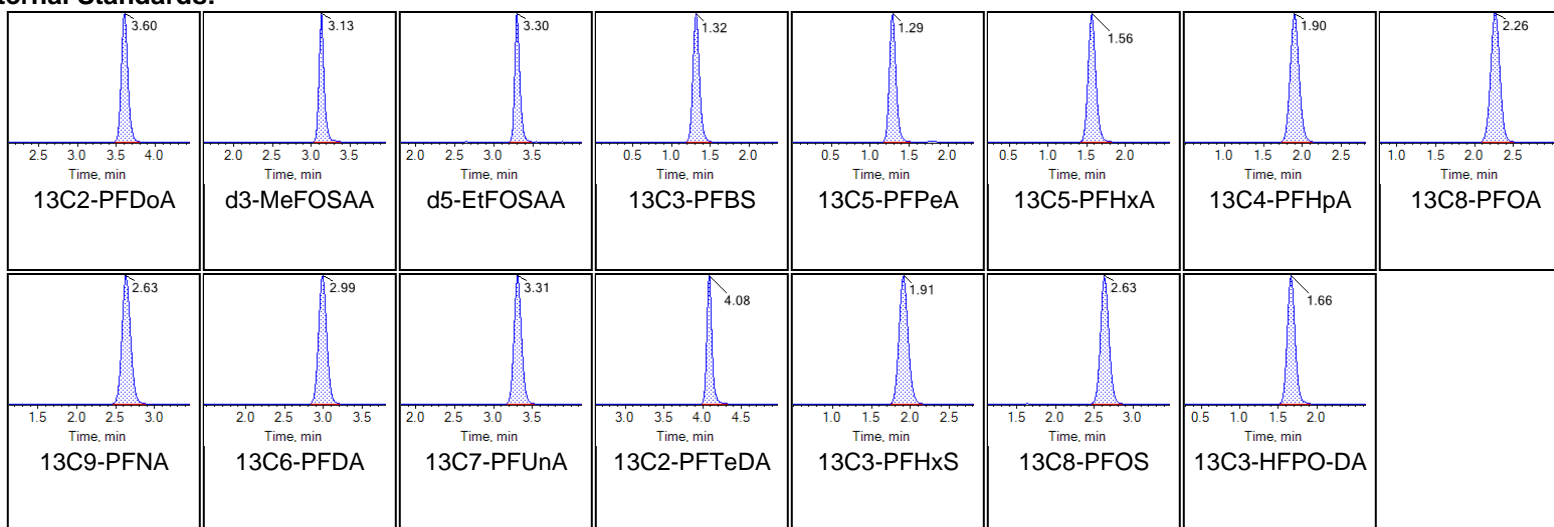 ternal Standards:
3.60 3.13 3.30 1.32 1.29 1.56 1.90 2.26
2.5 3.0 3.5 4.0 2.0 2.5 3.0 3.5 2.0 2.5 3.0 3.5 0.5 1.0 1.5 2.0 0.5 1.0 1.5 2.0 0.5 1.0 1.5 2.0 1.0 1.5 2.0 2.5 1.0 1.5 2.0 2.5
Time, min Time, min Time, min Time, min Time, min Time, min Time, min Time, min
13C2-PFDoA d3-MeFOSAA d5-EtFOSAA 13C3-PFBS 13C5-PFPeA 13C5-PFHxA 13C4-PFHpA 13C8-PFOA
2.63 2.99 3.31 4.08 1.91 2.63 1.66
1.5 2.0 2.5 3.0 2.0 2.5 3.0 3.5 2.0 2.5 3.0 3.5 3.0 3.5 4.0 4.5 1.0 1.5 2.0 2.5 1.5 2.0 2.5 3.0 0.5 1.0 1.5 2.0
Time, min Time, min Time, min Time, min Time, min Time, min Time, min
13C9-PFNA 13C6-PFDA 13C7-PFUnA 13C2-PFTeDA 13C3-PFHxS 13C8-PFOS 13C3-HFPO-DA